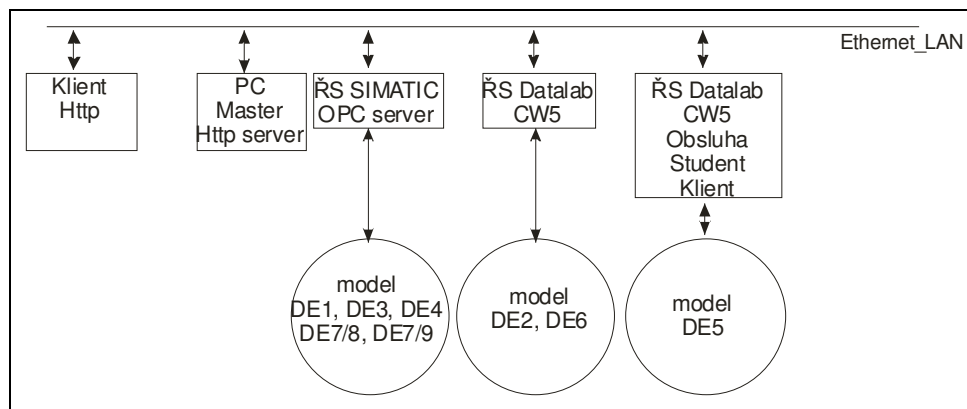 Ethernet_LAN
Klient
Http
PC
Master
Http server
ŘS SIMATIC
OPC server
ŘS Datalab
CW5
ŘS Datalab
CW5
Obsluha
Student
Klient
model
DE1, DE3, DE4
DE7/8, DE7/9
model
DE2, DE6
model
DE5